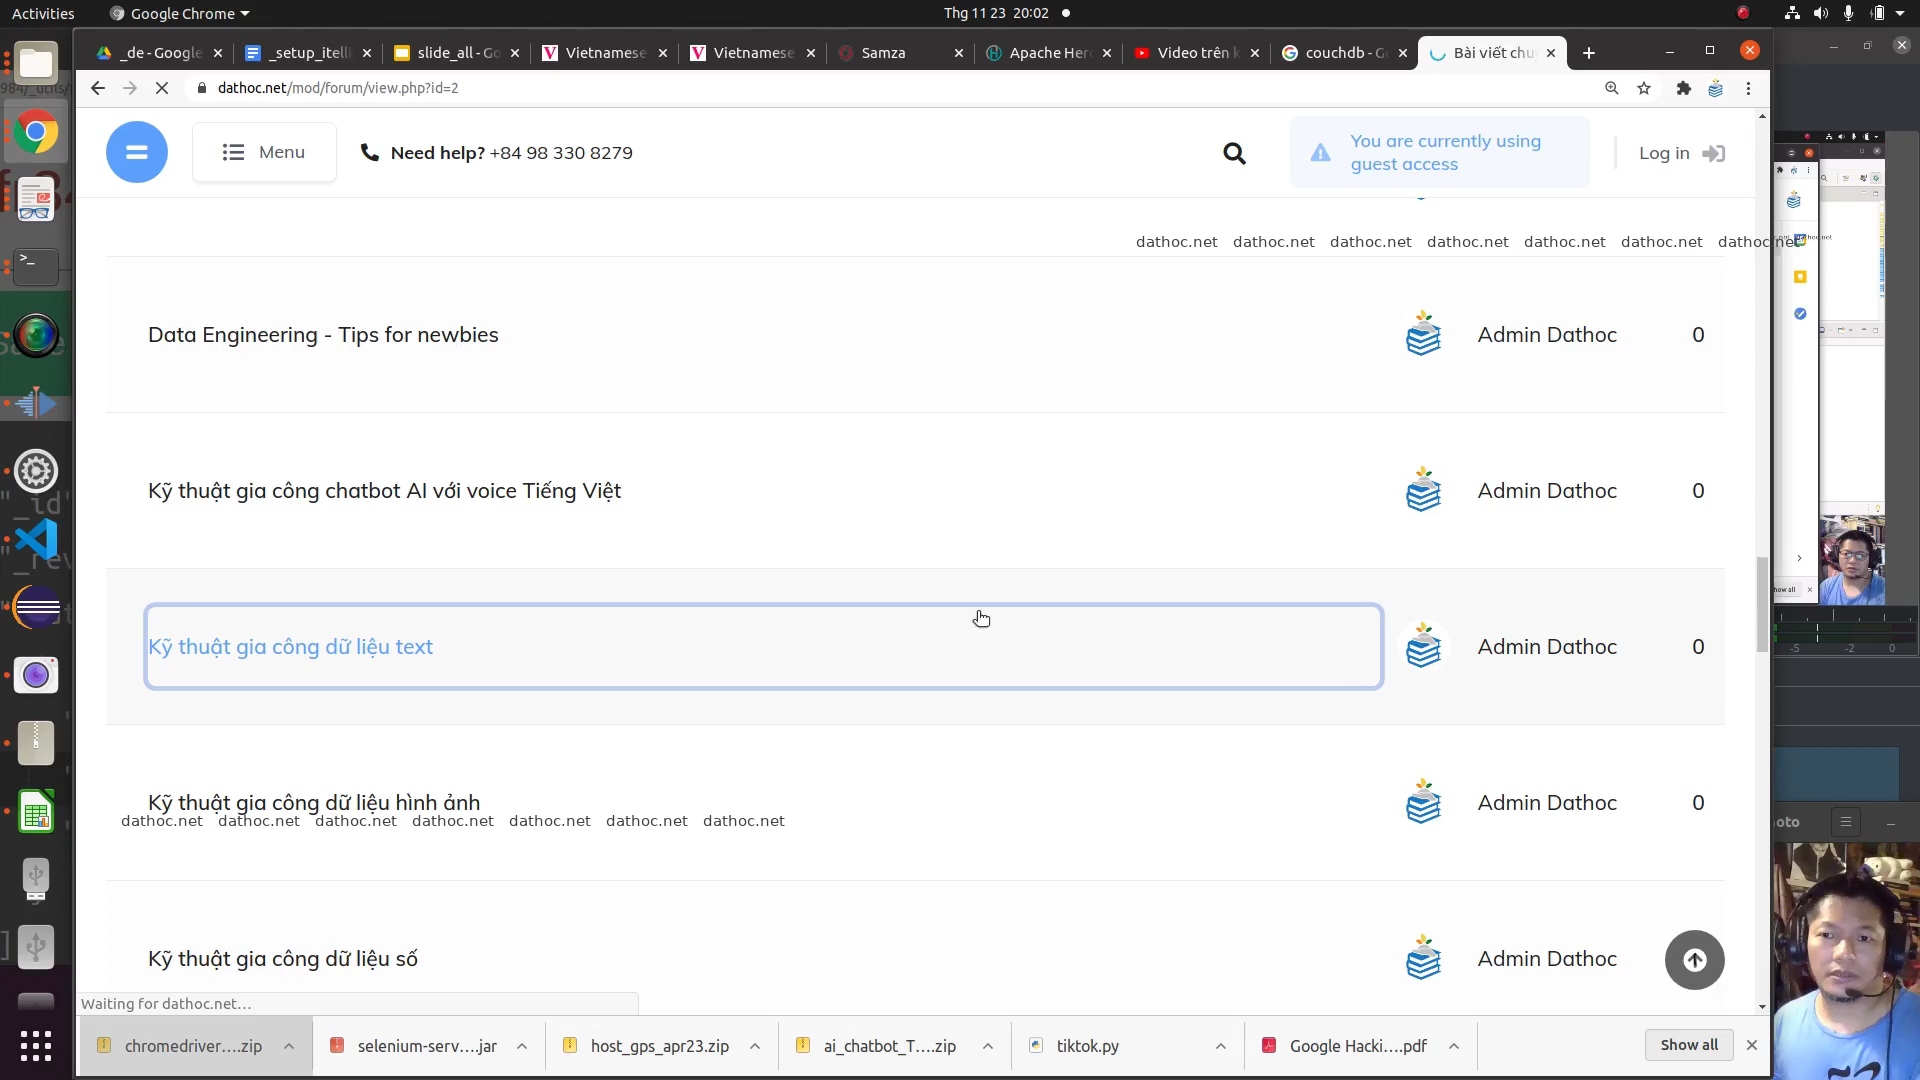 Activities
Google Chrome
Thg 11 23 20:02
_de - Google
_setup_itelli
slide_all - Go
Vietnamese
Vietnamese
Samza
Apache Her
Video trên k
couchdb - G
Bài viết chu
dathoc.net/mod/forum/view.php?id=2
Menu
Need help? +84 98 330 8279
You are currently using
guest access
Log in
dathoc.net dathoc.net dathoc.net dathoc.net dathoc.net dathoc.net dathoc.net
Data Engineering - Tips for newbies
Admin Dathoc
0
Kỹ thuật gia công chatbot AI với voice Tiếng Việt
Admin Dathoc
0
Kỹ thuật gia công dữ liệu text
Admin Dathoc
0
Kỹ thuật gia công dữ liệu hình ảnh
Admin Dathoc
0
dathoc.net dathoc.net dathoc.net dathoc.net dathoc.net dathoc.net dathoc.net
Kỹ thuật gia công dữ liệu số
Admin Dathoc
Waiting for dathoc.net...
chromedriver....zip
selenium-serv....jar
host_gps_apr23.zip
ai_chatbot_T....zip
tiktok.py
Google Hacki....pdf
Show all
-5 -2 0